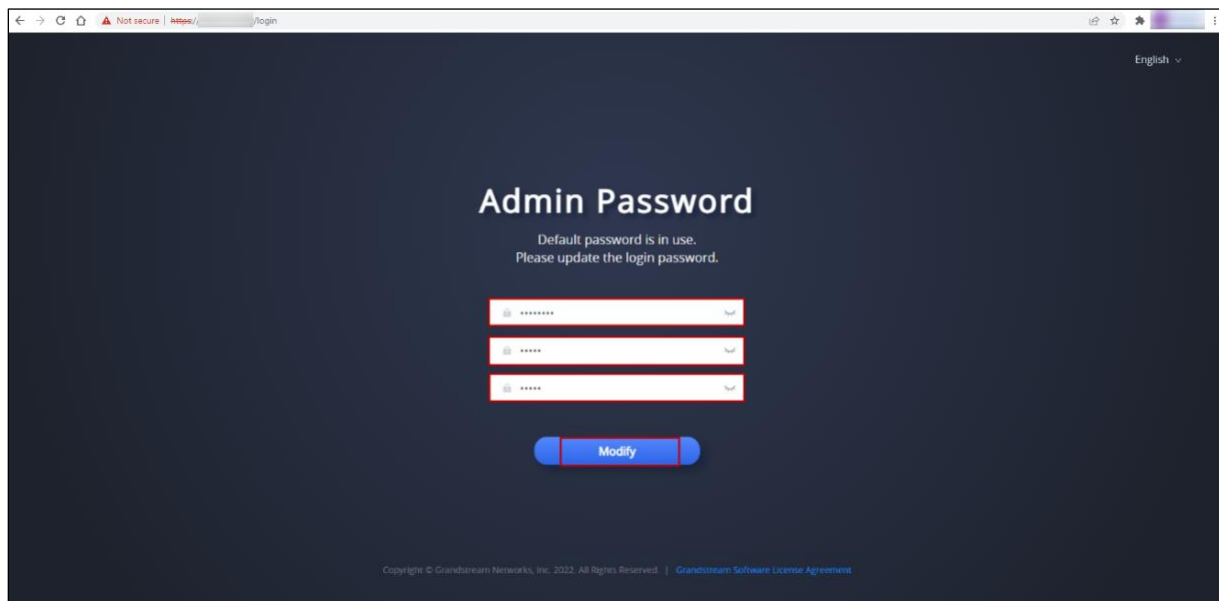 Not secure | https:// /login
English
Admin Password
Default password is in use.
Please update the login password.
••••••••
•••••
•••••
Modify
Copyright © Grandstream Networks, Inc. 2022. All Rights Reserved. | Grandstream Software License Agreement